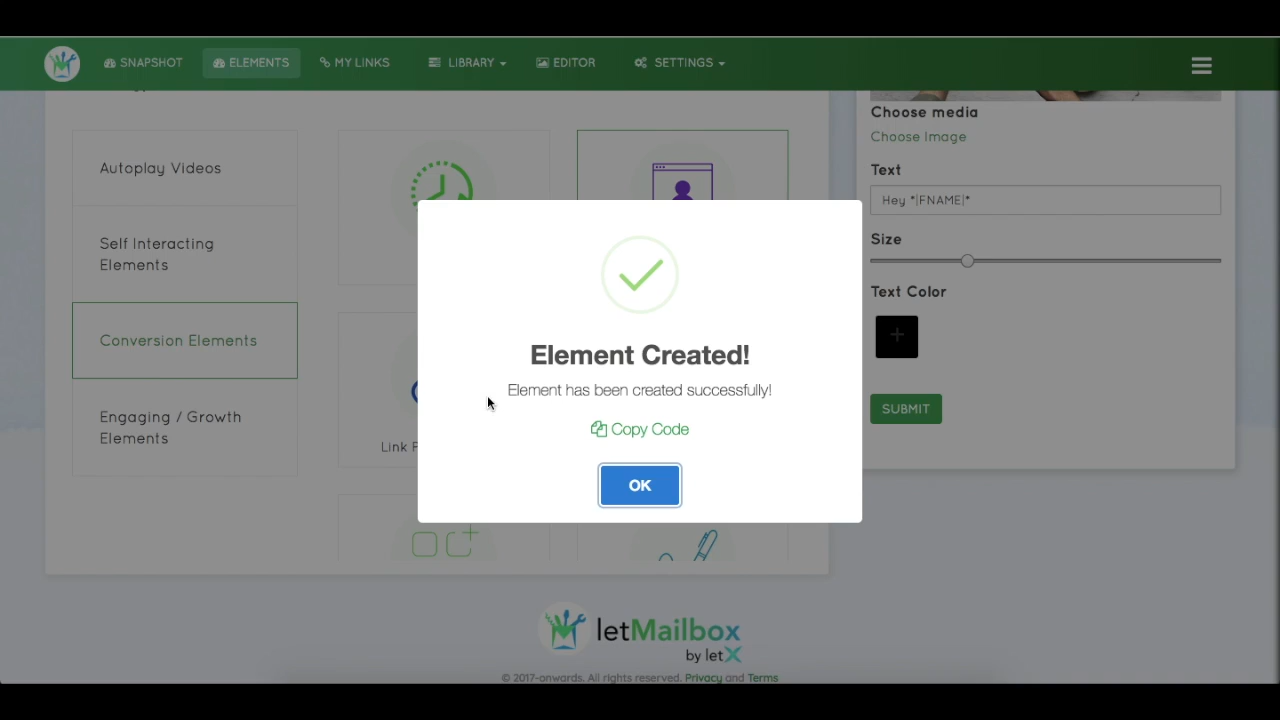 SNAPSHOT
ELEMENTS
MY LINKS
LIBRARY
EDITOR
SETTINGS
Autoplay Videos
Self Interacting
Elements
Conversion Elements
Engaging / Growth
Elements
Link
Element Created!
Element has been created successfully!
Copy Code
OK
Choose media
Choose Image
Text
Hey *|FNAME|*
Size
Text Color
SUBMIT
letMailbox
by letX
© 2017-onwards. All rights reserved. Privacy and Terms